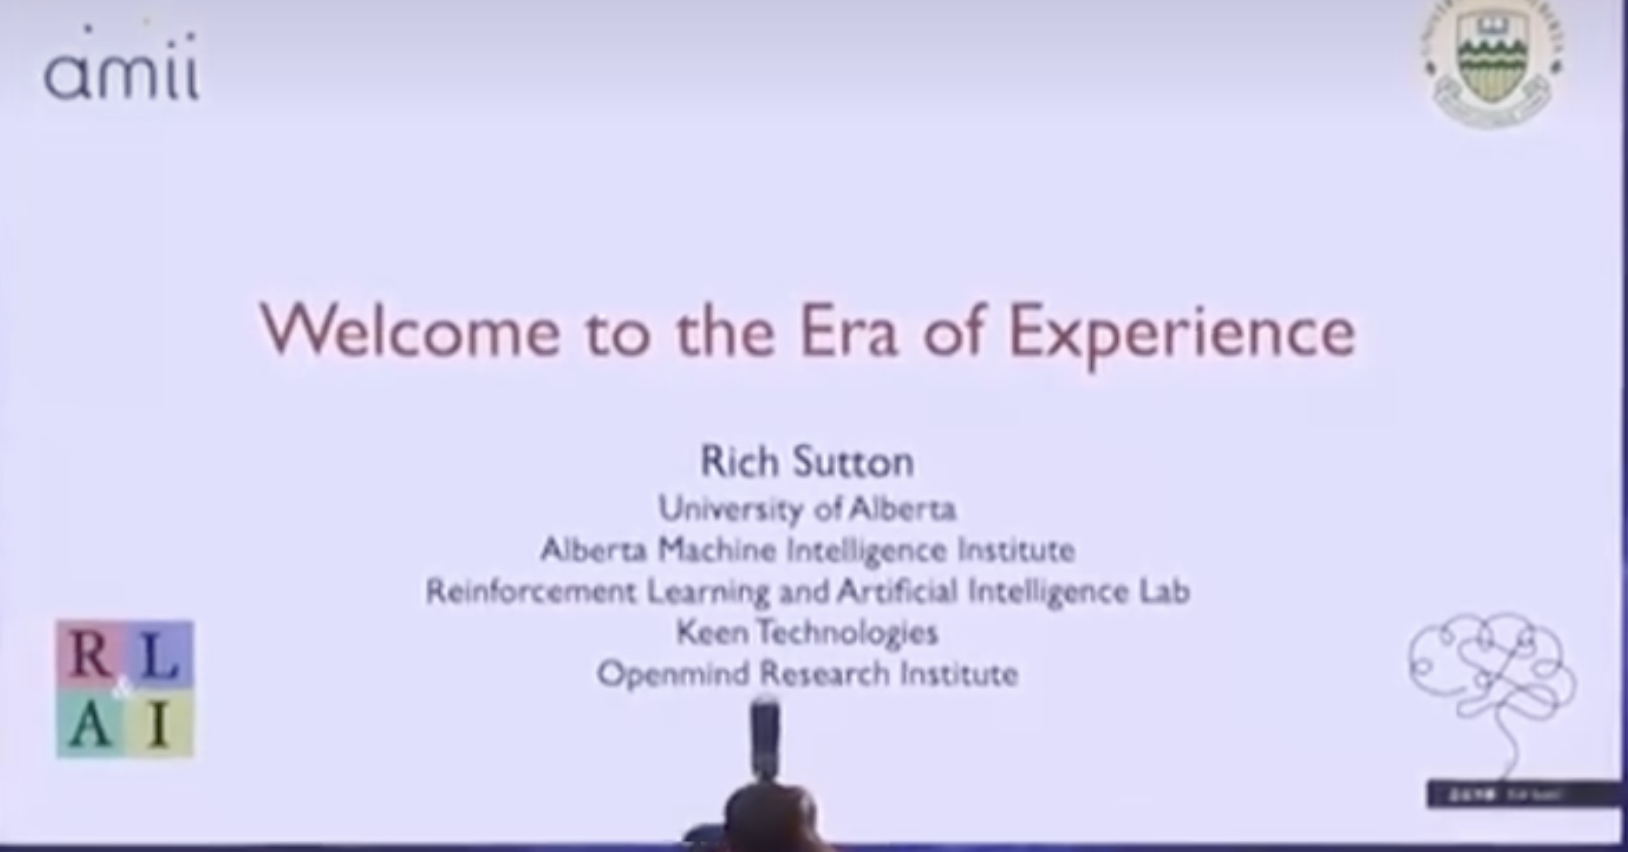 amii
Welcome to the Era of Experience
Rich Sutton
University of Alberta
Alberta Machine Intelligence Institute
Reinforcement Learning and Artificial Intelligence Lab
Keen Technologies
Openmind Research Institute
R L
&
A I